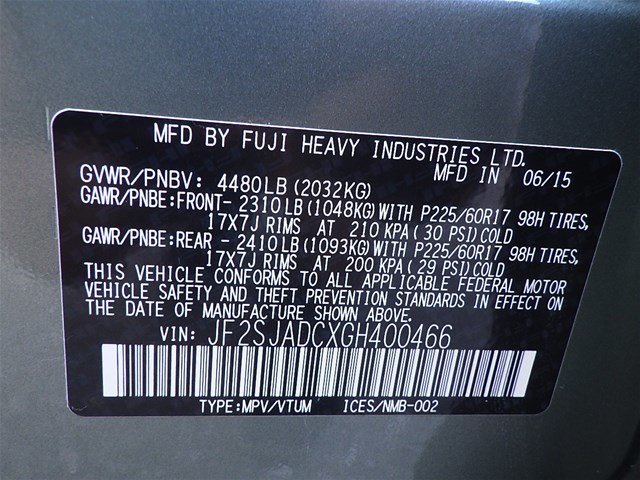 MFD BY FUJI HEAVY INDUSTRIES LTD.
MFD IN 06/15
GVWR/PNBV: 4480LB(2032KG)
GAWR/PNBE:FRONT- 2310LB(1048KG)WITH P225/60R17 98H TIRES,
17X7J RIMS AT 210 KPA(30 PSI)COLD
GAWR/PNBE:REAR - 2410LB(1093KG)WITH P225/60R17 98H TIRES,
17X7J RIMS AT 200 KPA(29 PSI)COLD
THIS VEHICLE CONFORMS TO ALL APPLICABLE FEDERAL MOTOR
VEHICLE SAFETY AND THEFT PREVENTION STANDARDS IN EFFECT ON
THE DATE OF MANUFACTURE SHOWN ABOVE.
VIN: JF2SJADCXGH400466
TYPE:MPV/VTUM ICES/NMB-002